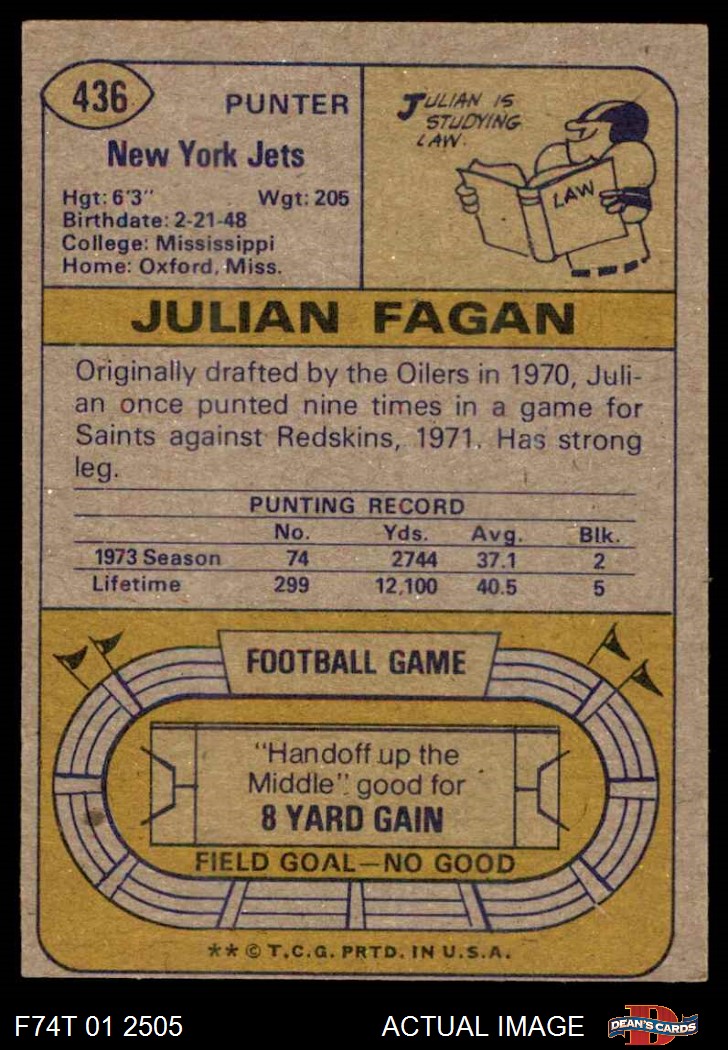 436
PUNTER
New York Jets
Hgt: 6'3" Wgt: 205
Birthdate: 2-21-48
College: Mississippi
Home: Oxford, Miss.
JULIAN IS
STUDYING
LAW.
LAW
JULIAN FAGAN
Originally drafted by the Oilers in 1970, Juli-
an once punted nine times in a game for
Saints against Redskins, 1971. Has strong
leg.
PUNTING RECORD
No. Yds. Avg. Blk.
1973 Season 74 2744 37.1 2
Lifetime 299 12,100 40.5 5
FOOTBALL GAME
"Handoff up the
Middle" good for
8 YARD GAIN
FIELD GOAL—NO GOOD
** © T.C.G. PRTD. IN U.S.A.
F74T 01 2505 ACTUAL IMAGE
D
DEAN'S CARDS